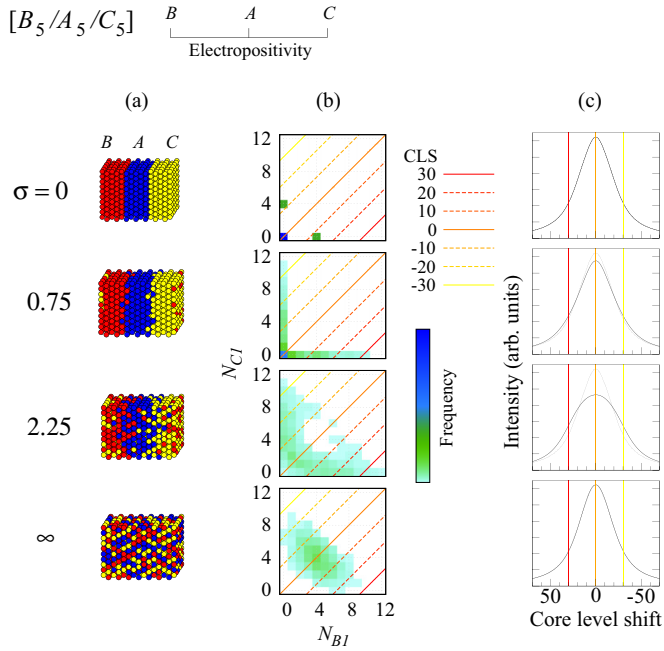 [B5/A5/C5]
B A C
Electropositivity
(a) (b) (c)
B A C
σ = 0
0.75
2.25
∞
12
8
4
0
12
8
4
0
12
8
4
0
12
8
4
0
0 4 8 12
N_C1
N_B1
CLS
30
20
10
0
-10
-20
-30
Frequency
Intensity (arb. units)
50 0 -50
Core level shift